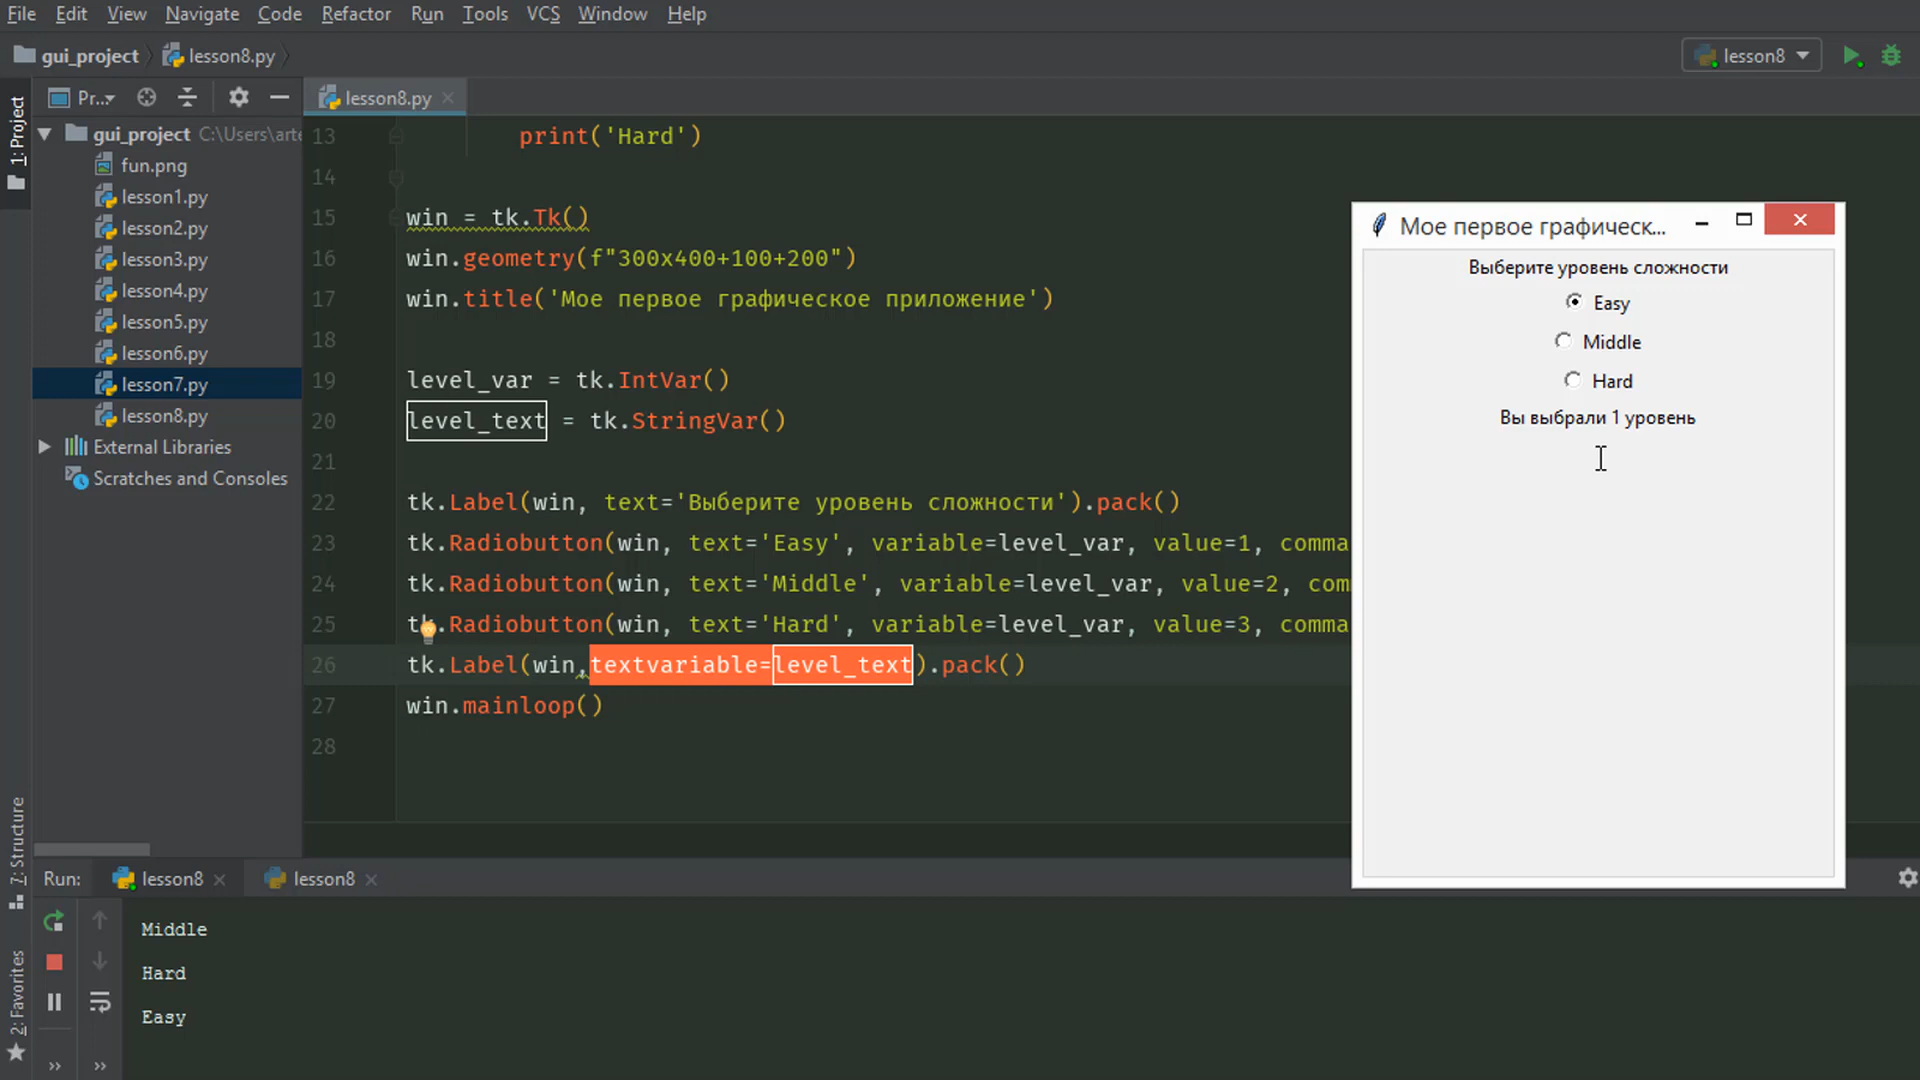 File Edit View Navigate Code Refactor Run Tools VCS Window Help
gui_project lesson8.py lesson8
1: Project
Pr...
lesson8.py
gui_project C:\Users\arte
fun.png
lesson1.py
lesson2.py
lesson3.py
lesson4.py
lesson5.py
lesson6.py
lesson7.py
lesson8.py
External Libraries
Scratches and Consoles
13 print('Hard')
14
15 win = tk.Tk()
16 win.geometry(f"300x400+100+200")
17 win.title('Мое первое графическое приложение')
18
19 level_var = tk.IntVar()
20 level_text = tk.StringVar()
21
22 tk.Label(win, text='Выберите уровень сложности').pack()
23 tk.Radiobutton(win, text='Easy', variable=level_var, value=1, comma
24 tk.Radiobutton(win, text='Middle', variable=level_var, value=2, com
25 tk.Radiobutton(win, text='Hard', variable=level_var, value=3, comma
26 tk.Label(win,textvariable=level_text).pack()
27 win.mainloop()
28
Мое первое графическ...
Выберите уровень сложности
Easy
Middle
Hard
Вы выбрали 1 уровень
7: Structure
2: Favorites
Run: lesson8 lesson8
Middle
Hard
Easy